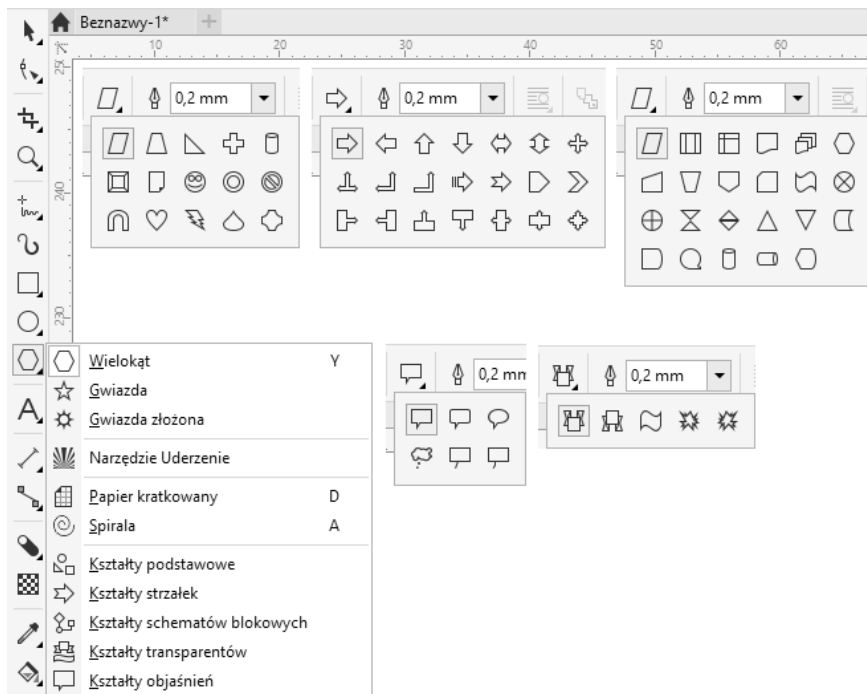 Beznazwy-1*
10 20 30 40 50 60
250
0,2 mm
0,2 mm
0,2 mm
240
230
Wielokąt Y
Gwiazda
Gwiazda złożona
Narzędzie Uderzenie
Papier kratkowany D
Spirala A
Kształty podstawowe
Kształty strzałek
Kształty schematów blokowych
Kształty transparentów
Kształty objaśnień
0,2 mm
0,2 mm